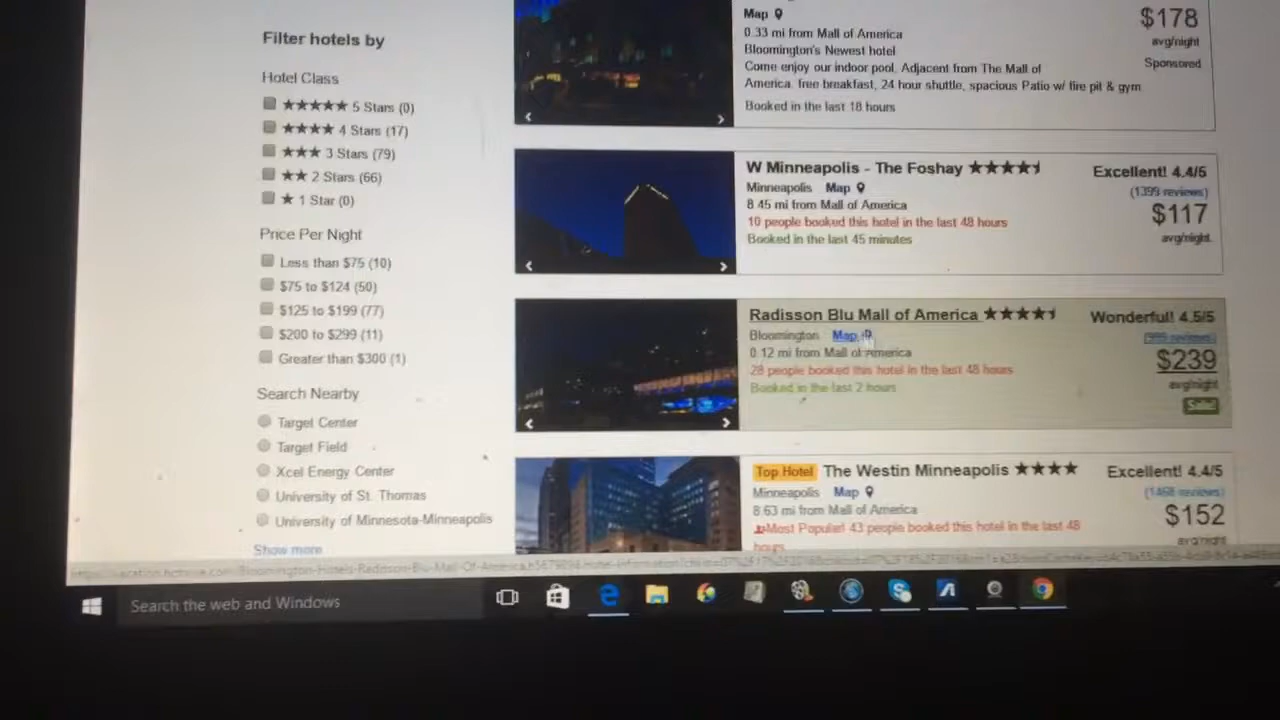 Filter hotels by
Hotel Class
★★★★★ 5 Stars (0)
★★★★ 4 Stars (17)
★★★ 3 Stars (79)
★★ 2 Stars (66)
★ 1 Star (0)
Price Per Night
Less than $75 (10)
$75 to $124 (50)
$125 to $199 (77)
$200 to $299 (11)
Greater than $300 (1)
Search Nearby
Target Center
Target Field
Xcel Energy Center
University of St. Thomas
University of Minnesota-Minneapolis
Show more
Map
0.33 mi from Mall of America
Bloomington's Newest hotel
Come enjoy our indoor pool. Adjacent from The Mall of
America, free breakfast, 24 hour shuttle, spacious Patio w/ fire pit & gym
Booked in the last 18 hours
$178
avg/night
Sponsored
W Minneapolis - The Foshay
Minneapolis Map
8.45 mi from Mall of America
10 people booked this hotel in the last 48 hours
Booked in the last 45 minutes
Excellent! 4.4/5
(1399 reviews)
$117
avg/night
Radisson Blu Mall of America
Bloomington Map
0.12 mi from Mall of America
28 people booked this hotel in the last 48 hours
Booked in the last 2 hours
Wonderful! 4.5/5
reviews)
$239
avg/night
Sale!
Top Hotel The Westin Minneapolis ★★★★
Minneapolis Map
8.63 mi from Mall of America
Most Popular! 43 people booked this hotel in the last 48
hours
Excellent! 4.4/5
(1468 reviews)
$152
avg/night
Search the web and Windows